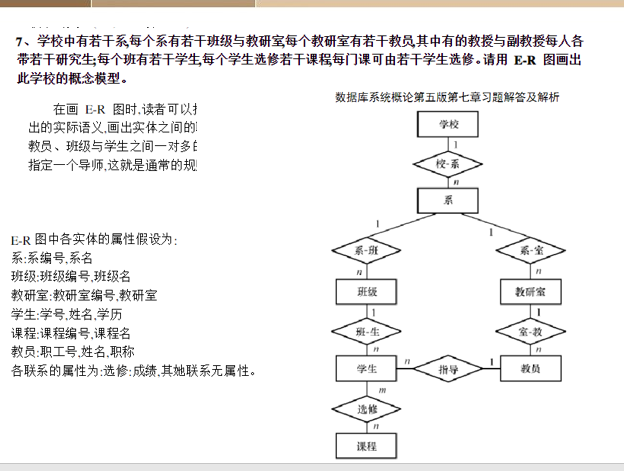 7、学校中有若干系,每个系有若干班级与教研室,每个教研室有若干教员,其中有的教授与副教授每人各
带若干研究生;每个班有若干学生,每个学生选修若干课程每门课可由若干学生选修。请用 E-R 图画出
此学校的概念模型。
数据库系统概论第五版第七章习题解答及解析
在画 E-R 图时,读者可以
出的实际语义,画出实体之间的
教员、班级与学生之间一对多的
指定一个导师,这就是通常的规
E-R 图中各实体的属性假设为:
系:系编号,系名
班级:班级编号,班级名
教研室:教研室编号,教研室
学生:学号,姓名,学历
课程:课程编号,课程名
教员:职工号,姓名,职称
各联系的属性为:选修:成绩,其她联系无属性。
学校
1
校-系
n
系
1 1
系-班 系-室
n n
班级 教研室
1 1
班-生 室-教
n n
学生 n 指导 1 教员
m
选修
n
课程